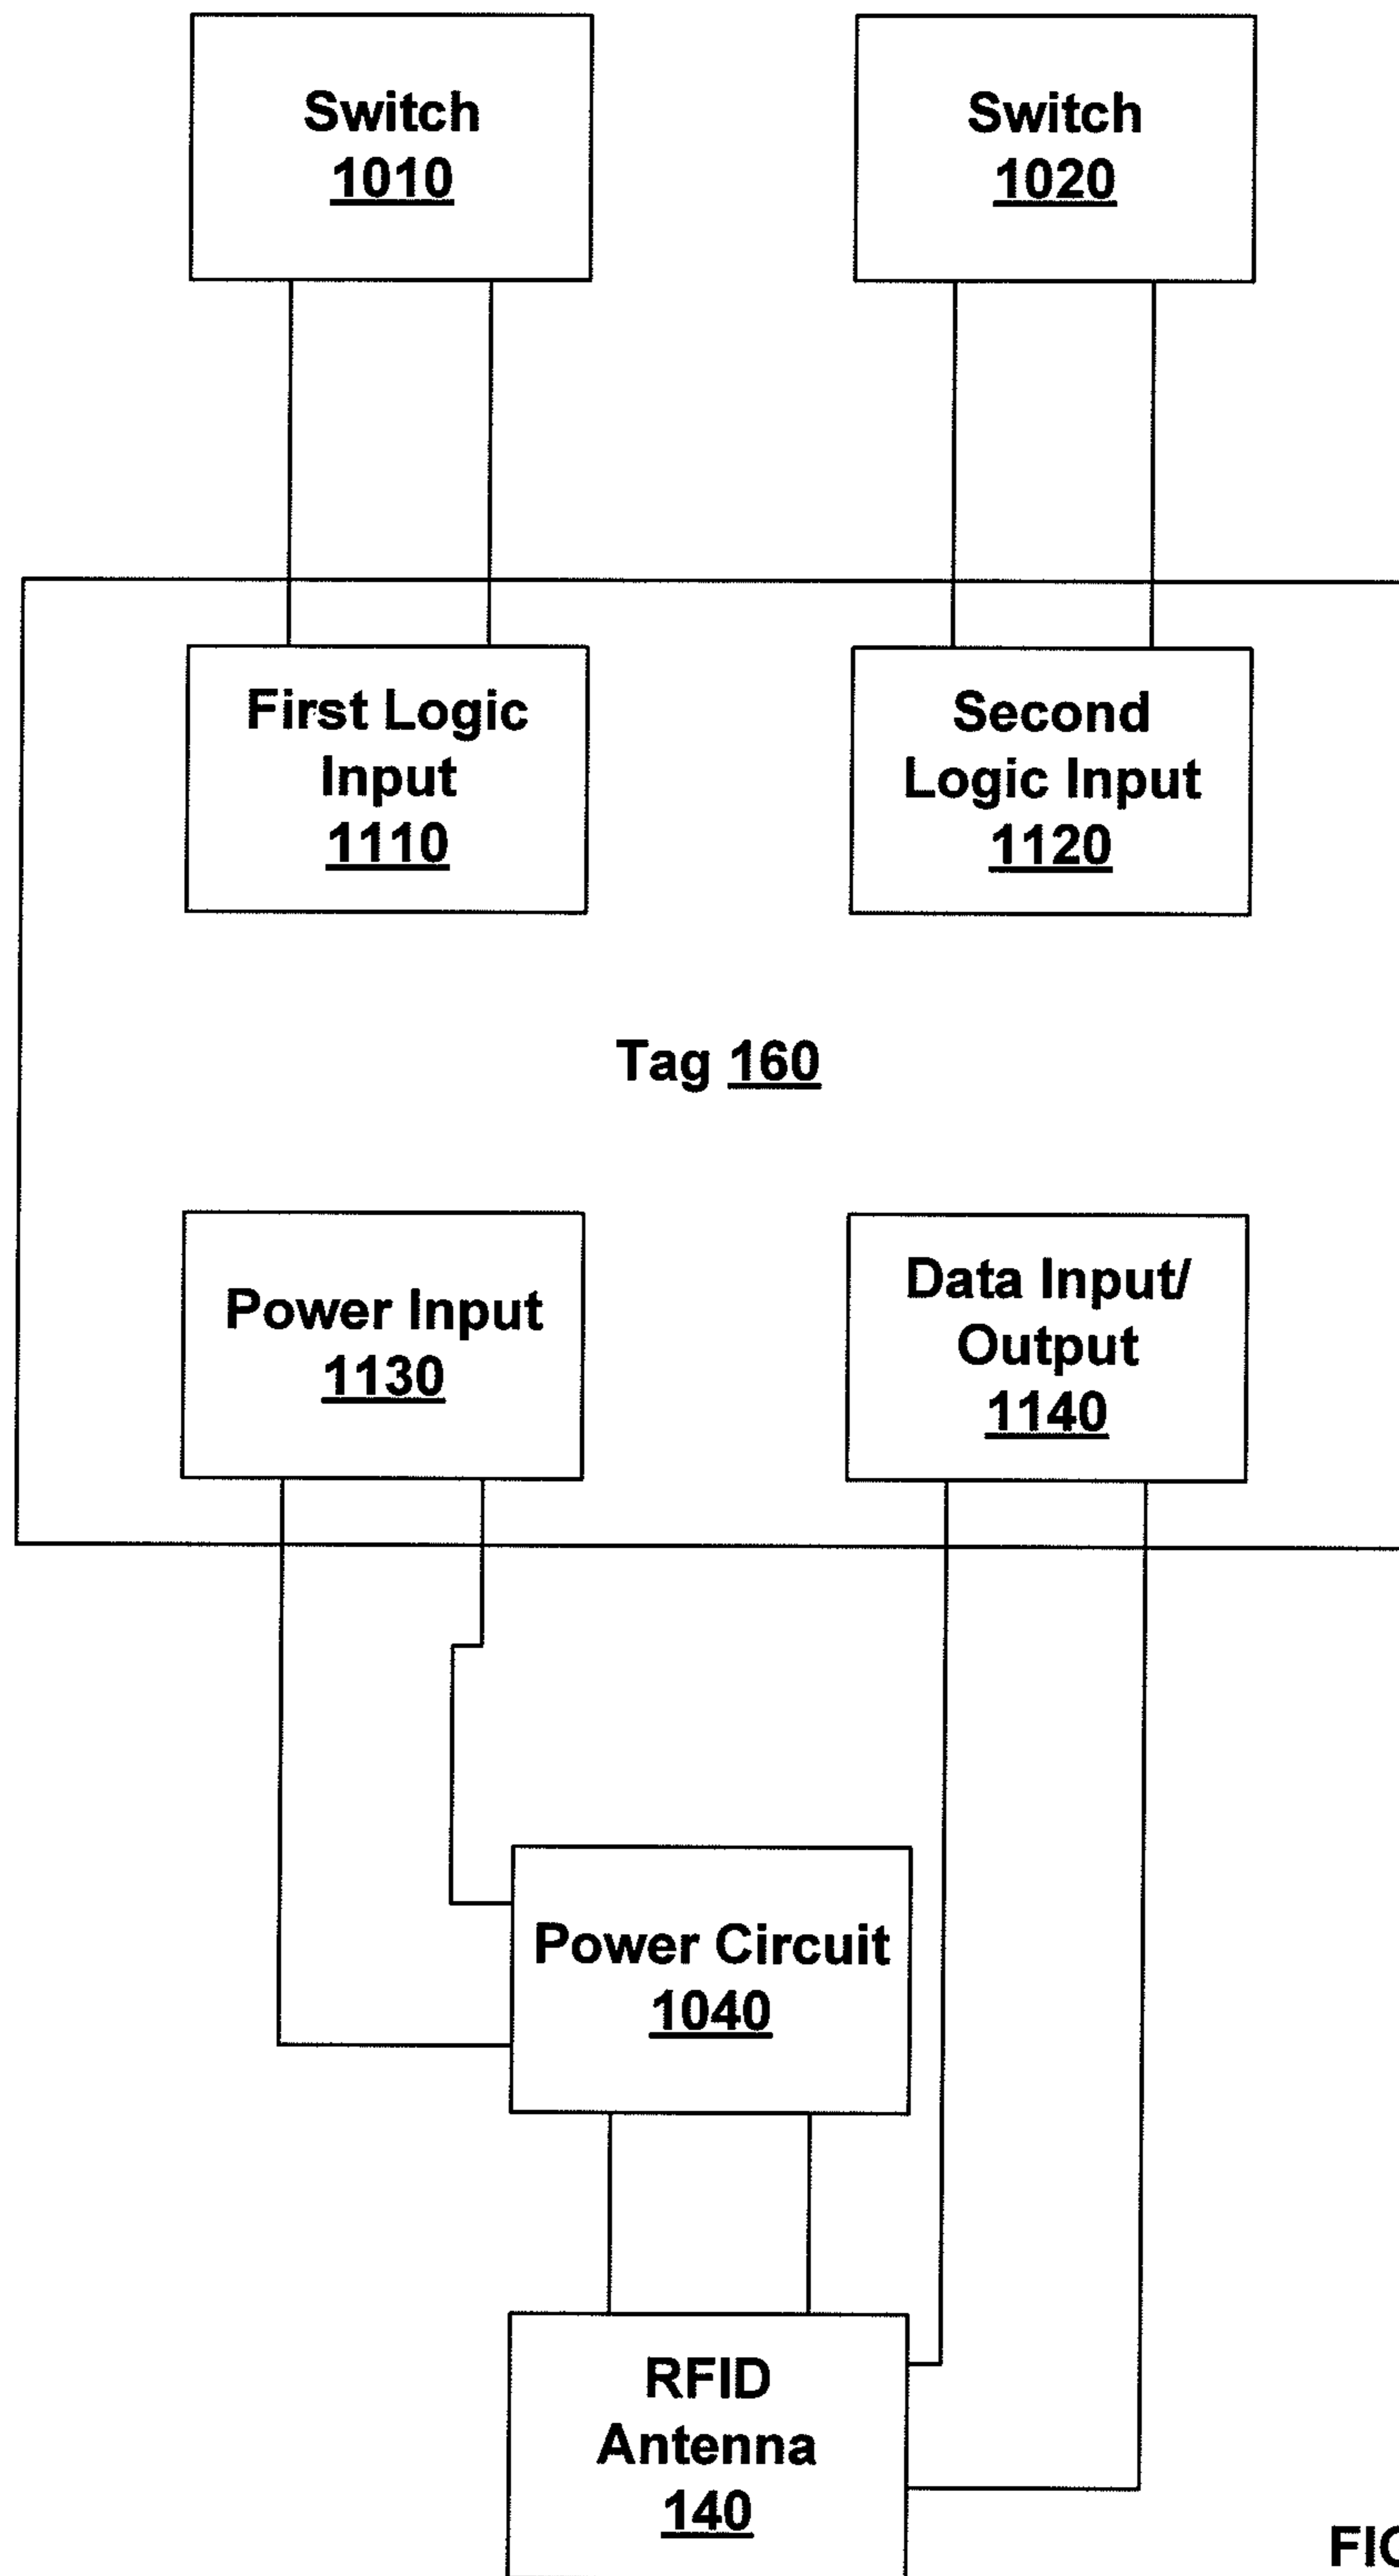 Switch
1010
Switch
1020
First Logic
Input
1110
Second
Logic Input
1120
Tag 160
Power Input
1130
Data Input/
Output
1140
Power Circuit
1040
RFID
Antenna
140